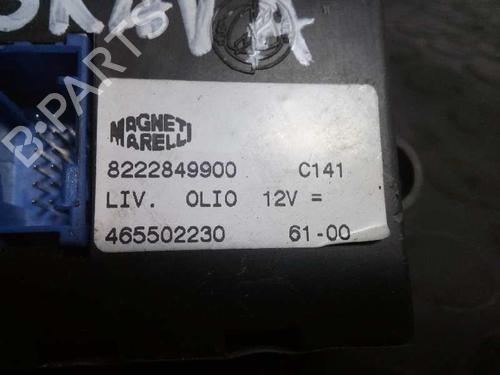 MAGNETI
MARELLI
8222849900 C141
LIV. OLIO 12V =
465502230 61-00
B-PARTS